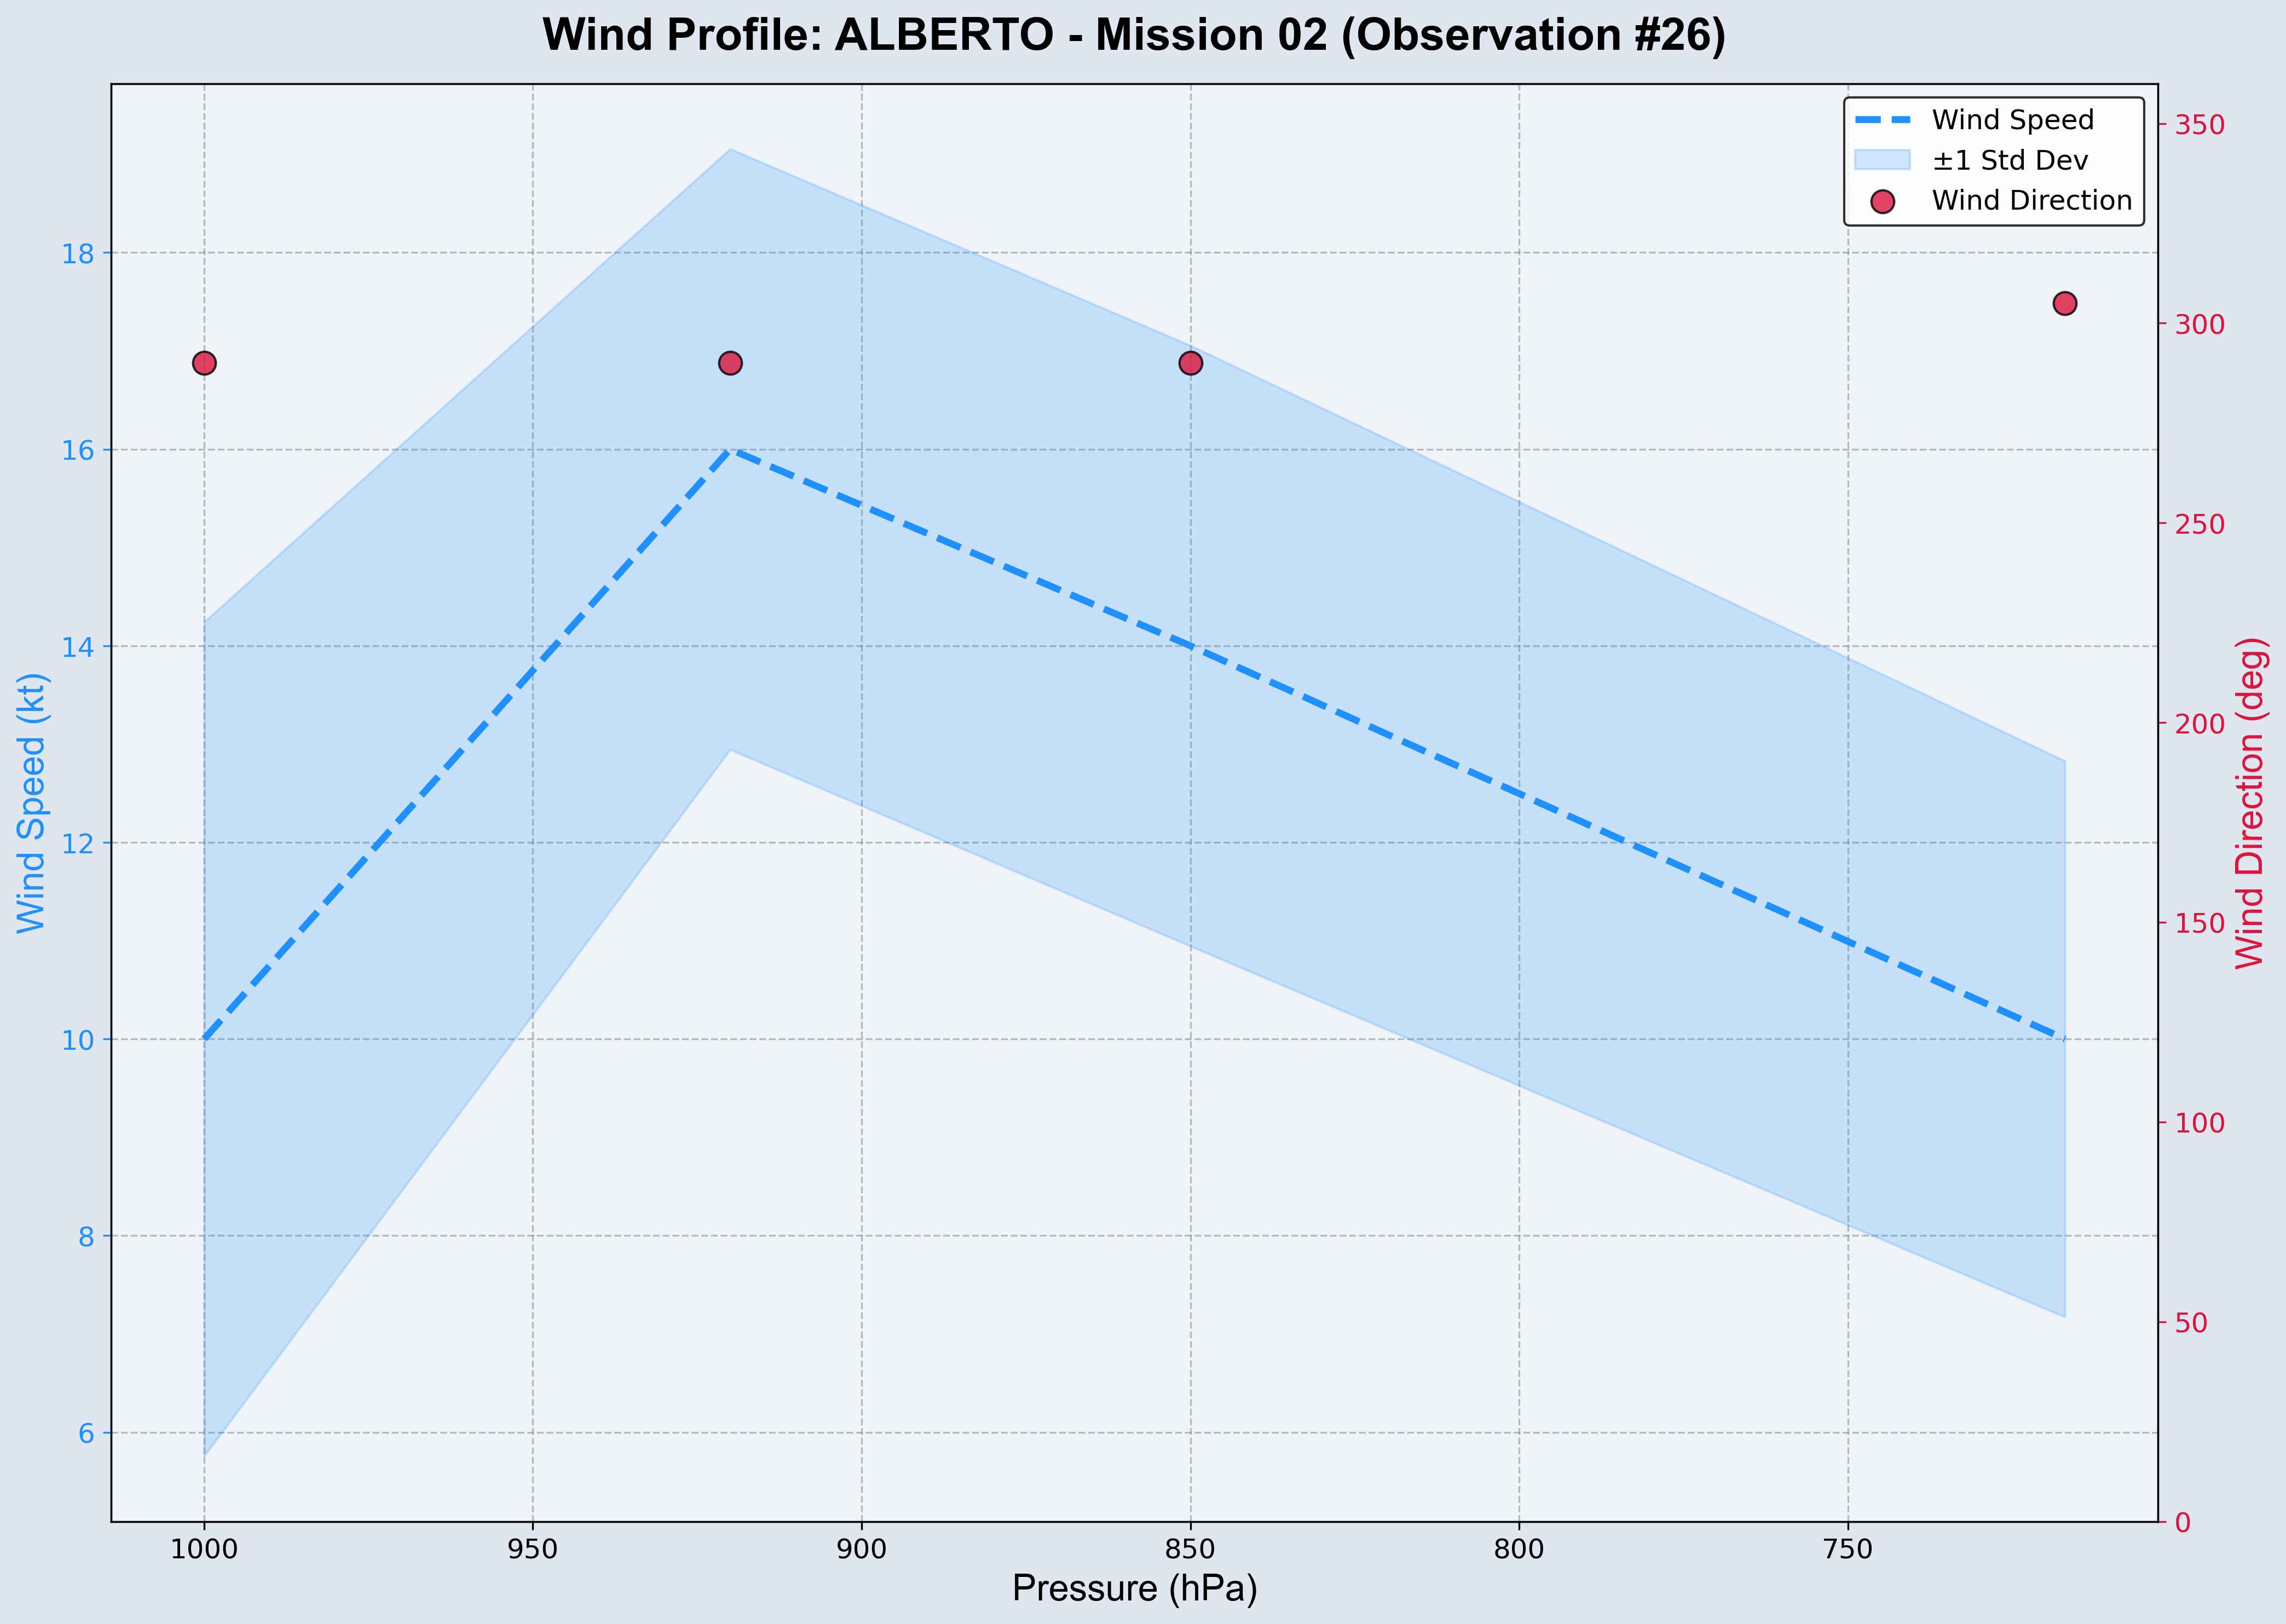 Wind Profile: ALBERTO - Mission 02 (Observation #26)
Wind Speed
±1 Std Dev
Wind Direction
18
16
14
12
10
8
6
Wind Speed (kt)
350
300
250
200
150
100
50
0
Wind Direction (deg)
1000 950 900 850 800 750
Pressure (hPa)